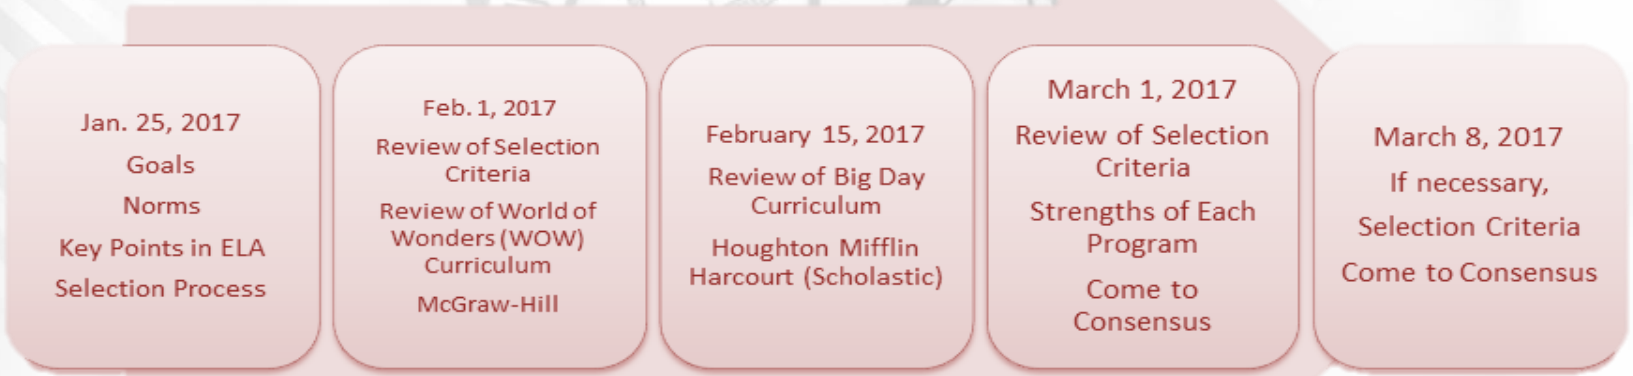 Jan. 25, 2017
Goals
Norms
Key Points in ELA
Selection Process
Feb. 1, 2017
Review of Selection
Criteria
Review of World of
Wonders (WOW)
Curriculum
McGraw-Hill
February 15, 2017
Review of Big Day
Curriculum
Houghton Mifflin
Harcourt (Scholastic)
March 1, 2017
Review of Selection
Criteria
Strengths of Each
Program
Come to
Consensus
March 8, 2017
If necessary,
Selection Criteria
Come to Consensus